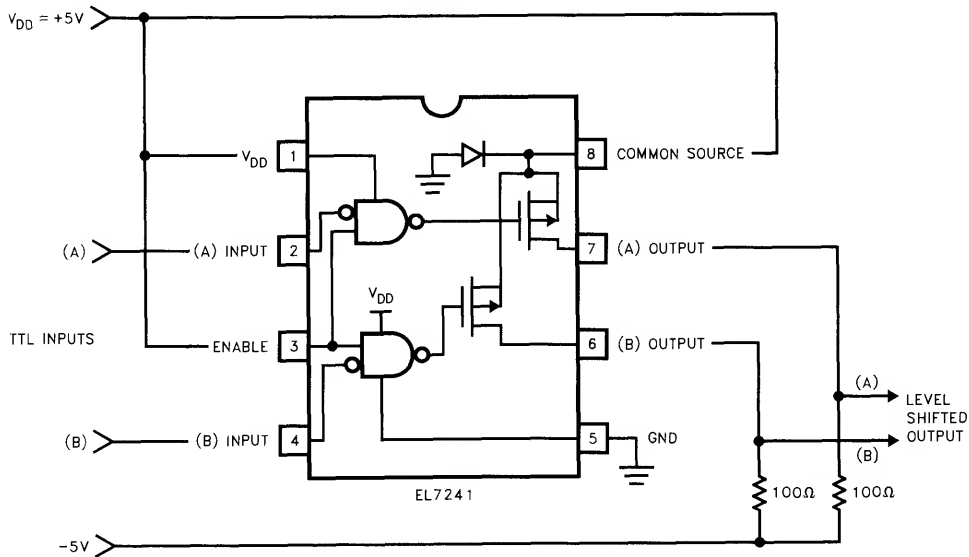 V_DD = +5V
V_DD
1
8
COMMON SOURCE
(A)
(A) INPUT
2
7
(A) OUTPUT
V_DD
TTL INPUTS
ENABLE
3
6
(B) OUTPUT
(A)
LEVEL
SHIFTED
OUTPUT
(B)
(B)
(B) INPUT
4
5
GND
EL7241
100Ω
100Ω
-5V